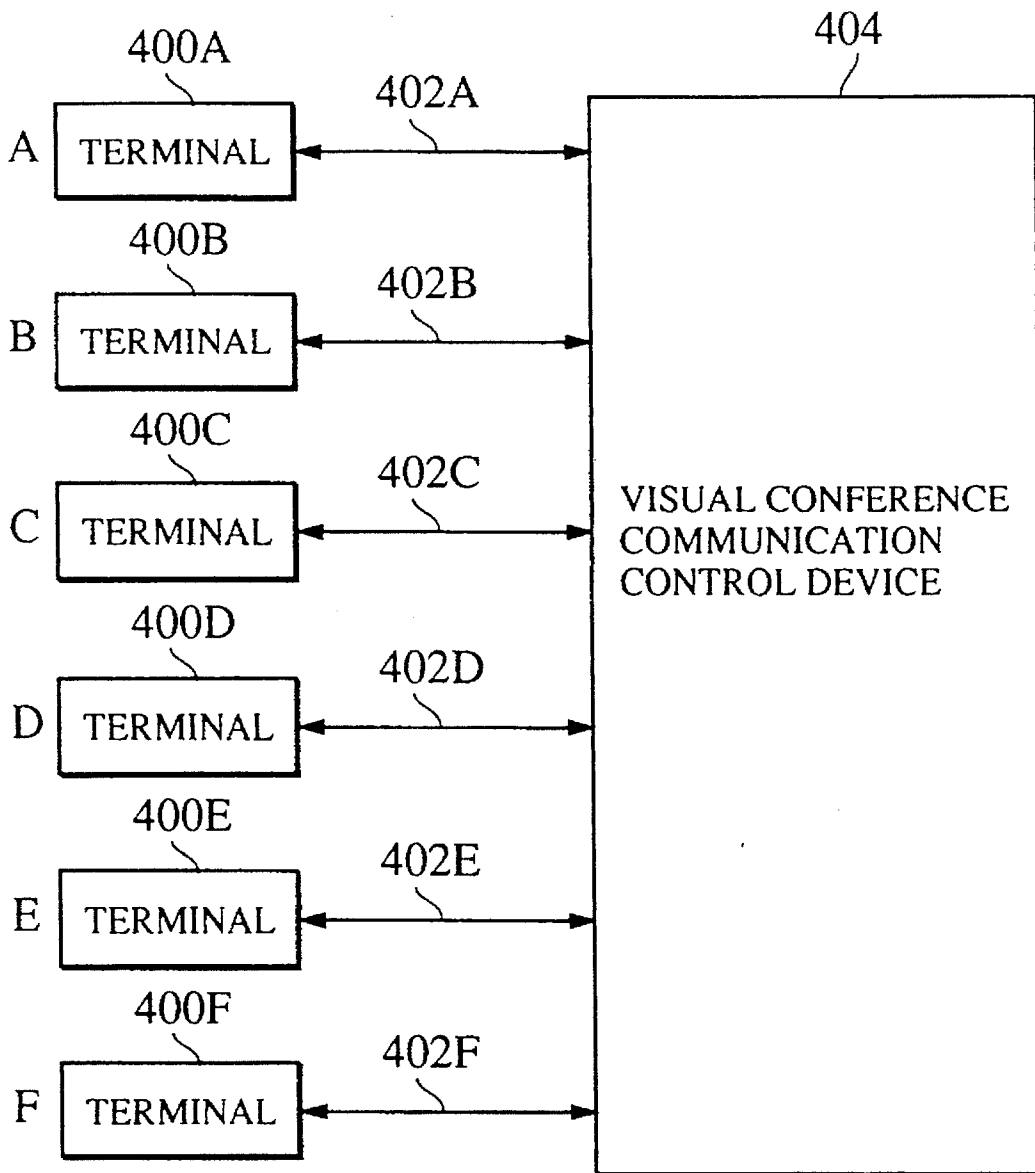 404
400A
402A
A TERMINAL
400B
402B
B TERMINAL
400C
402C
C TERMINAL
VISUAL CONFERENCE
COMMUNICATION
CONTROL DEVICE
400D
402D
D TERMINAL
400E
402E
E TERMINAL
400F
402F
F TERMINAL